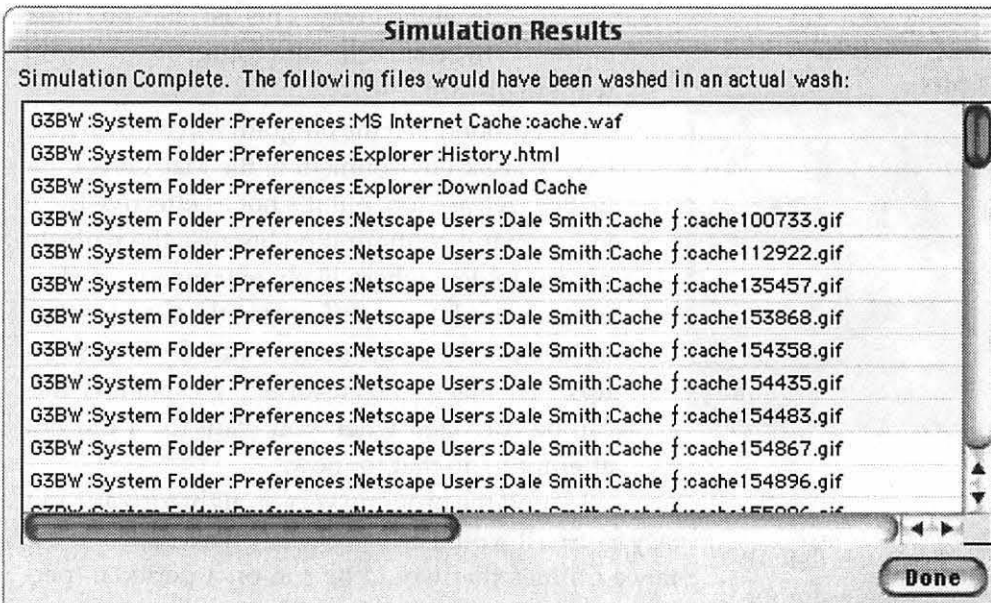 Simulation Results
Simulation Complete. The following files would have been washed in an actual wash:
G3BW:System Folder:Preferences:MS Internet Cache:cache.waf
G3BW:System Folder:Preferences:Explorer:History.html
G3BW:System Folder:Preferences:Explorer:Download Cache
G3BW:System Folder:Preferences:Netscape Users:Dale Smith:Cache ƒ:cache100733.gif
G3BW:System Folder:Preferences:Netscape Users:Dale Smith:Cache ƒ:cache112922.gif
G3BW:System Folder:Preferences:Netscape Users:Dale Smith:Cache ƒ:cache135457.gif
G3BW:System Folder:Preferences:Netscape Users:Dale Smith:Cache ƒ:cache153868.gif
G3BW:System Folder:Preferences:Netscape Users:Dale Smith:Cache ƒ:cache154358.gif
G3BW:System Folder:Preferences:Netscape Users:Dale Smith:Cache ƒ:cache154435.gif
G3BW:System Folder:Preferences:Netscape Users:Dale Smith:Cache ƒ:cache154483.gif
G3BW:System Folder:Preferences:Netscape Users:Dale Smith:Cache ƒ:cache154867.gif
G3BW:System Folder:Preferences:Netscape Users:Dale Smith:Cache ƒ:cache154896.gif
Done